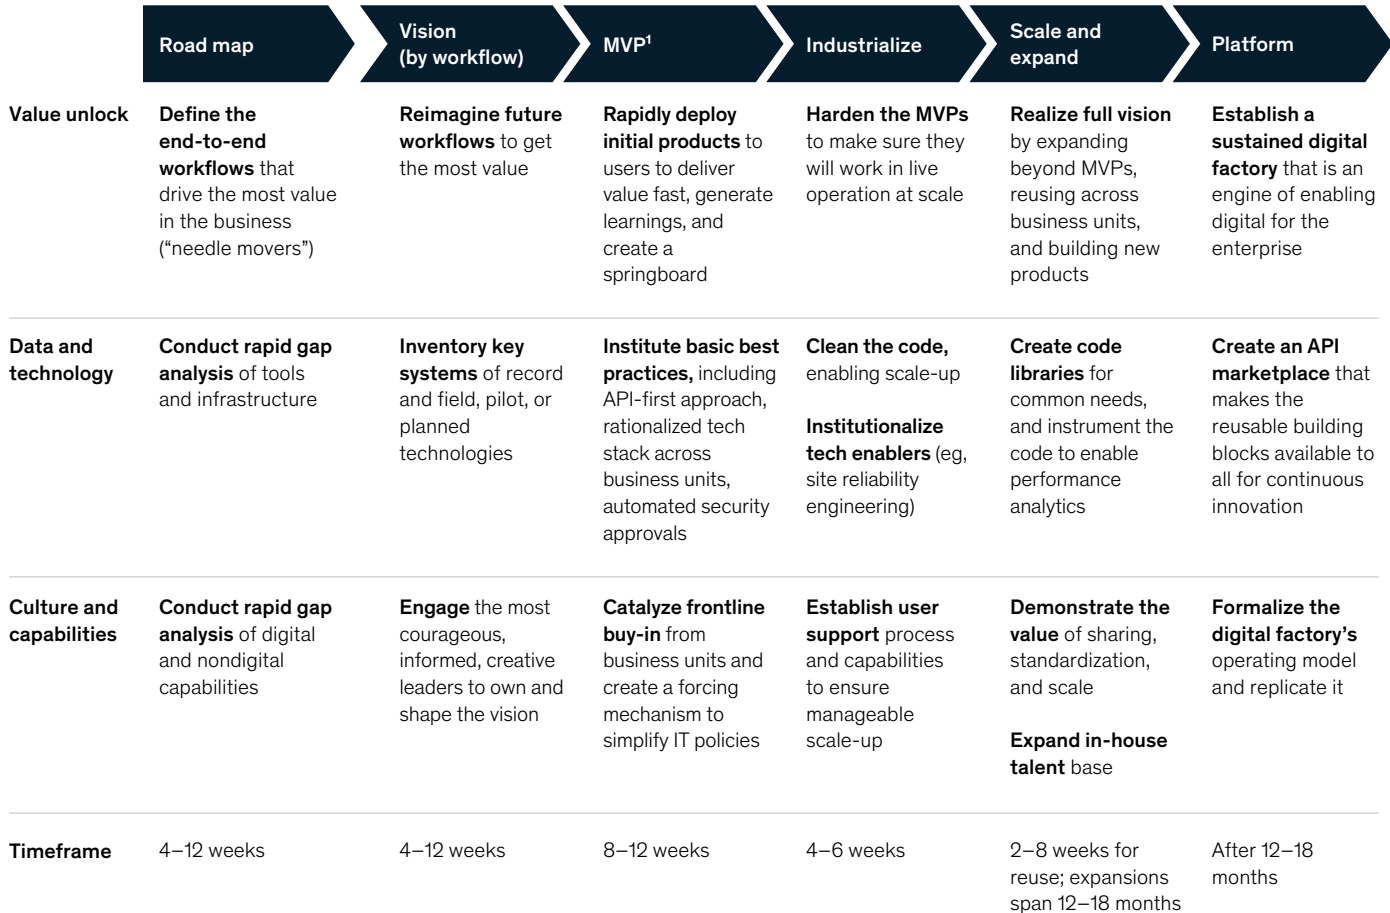 Road map
Vision
(by workflow)
MVP¹
Industrialize
Scale and
expand
Platform
Value unlock
Define the
end-to-end
workflows that
drive the most value
in the business
(“needle movers”)
Reimagine future
workflows to get
the most value
Rapidly deploy
initial products to
users to deliver
value fast, generate
learnings, and
create a
springboard
Harden the MVPs
to make sure they
will work in live
operation at scale
Realize full vision
by expanding
beyond MVPs,
reusing across
business units,
and building new
products
Establish a
sustained digital
factory that is an
engine of enabling
digital for the
enterprise
Data and
technology
Conduct rapid gap
analysis of tools
and infrastructure
Inventory key
systems of record
and field, pilot, or
planned
technologies
Institute basic best
practices, including
API-first approach,
rationalized tech
stack across
business units,
automated security
approvals
Clean the code,
enabling scale-up
Institutionalize
tech enablers (eg,
site reliability
engineering)
Create code
libraries for
common needs,
and instrument the
code to enable
performance
analytics
Create an API
marketplace that
makes the
reusable building
blocks available to
all for continuous
innovation
Culture and
capabilities
Conduct rapid gap
analysis of digital
and nondigital
capabilities
Engage the most
courageous,
informed, creative
leaders to own and
shape the vision
Catalyze frontline
buy-in from
business units and
create a forcing
mechanism to
simplify IT policies
Establish user
support process
and capabilities
to ensure
manageable
scale-up
Demonstrate the
value of sharing,
standardization,
and scale
Expand in-house
talent base
Formalize the
digital factory’s
operating model
and replicate it
Timeframe
4–12 weeks
4–12 weeks
8–12 weeks
4–6 weeks
2–8 weeks for
reuse; expansions
span 12–18 months
After 12–18
months